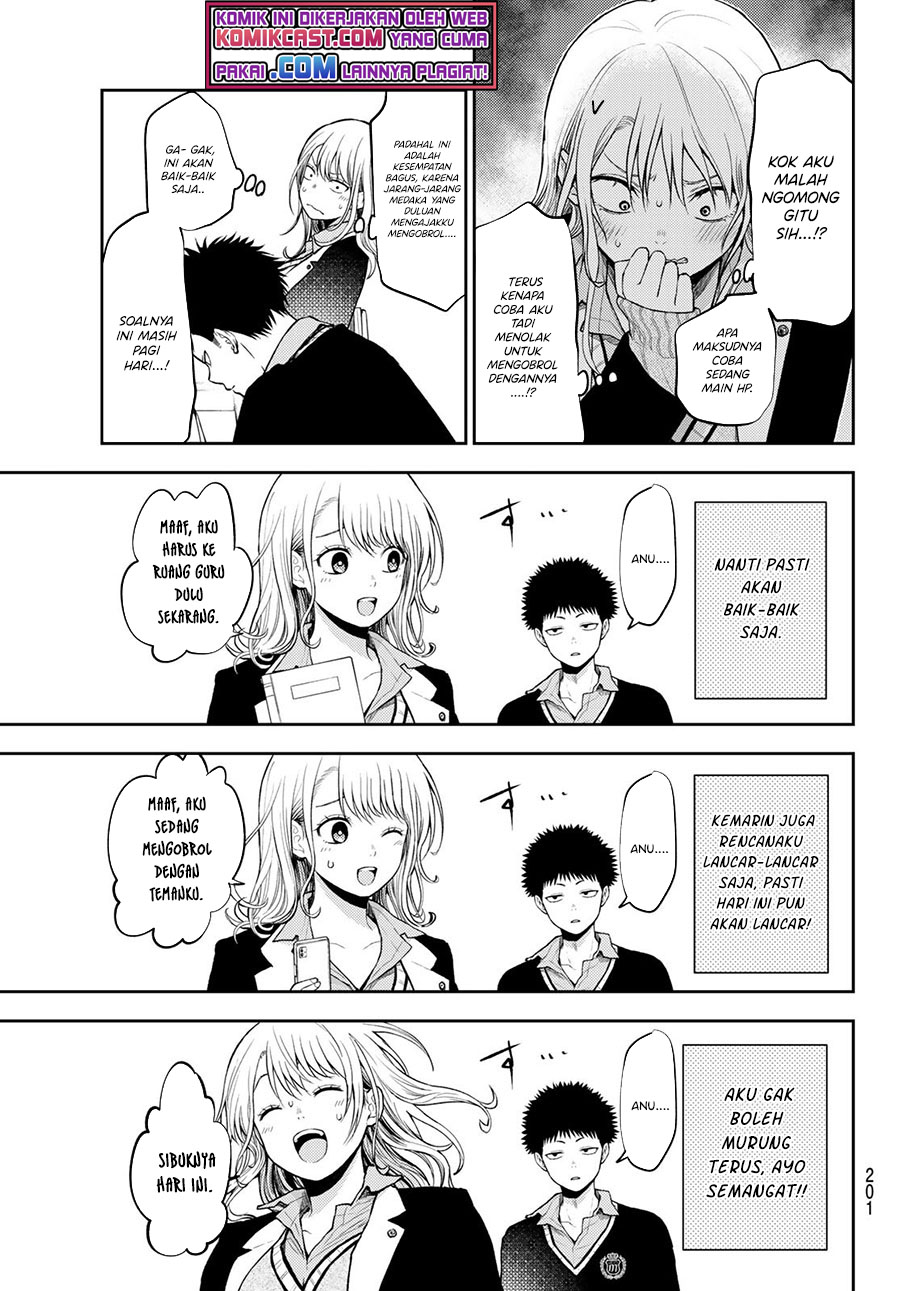 KOMIK INI DIKERJAKAN OLEH WEB
KOMIKCAST.COM YANG CUMA
PAKAI .COM LAINNYA PLAGIAT!
KOK AKU
MALAH
NGOMONG
GITU
SIH...!?
APA
MAKSUDNYA
COBA
SEDANG
MAIN HP.
TERUS
KENAPA
COBA AKU
TADI
MENOLAK
UNTUK
MENGOBROL
DENGANNYA
....!?
PADAHAL INI
ADALAH
KESEMPATAN
BAGUS, KARENA
JARANG-JARANG
MEDAKA YANG
DULUAN
MENGAJAKKU
MENGOBROL....
GA- GAK,
INI AKAN
BAIK-BAIK
SAJA..
SOALNYA
INI MASIH
PAGI
HARI...!
NANTI PASTI
AKAN
BAIK-BAIK
SAJA.
ANU....
す...
MAAF, AKU
HARUS KE
RUANG GURU
DULU
SEKARANG.
KEMARIN JUGA
RENCANAKU
LANCAR-LANCAR
SAJA, PASTI
HARI INI PUN
AKAN LANCAR!
ANU....
す...
MAAF, AKU
SEDANG
MENGOBROL
DENGAN
TEMANKU.
AKU GAK
BOLEH
MURUNG
TERUS, AYO
SEMANGAT!!
ANU....
す...
SIBUKNYA
HARI INI.
201